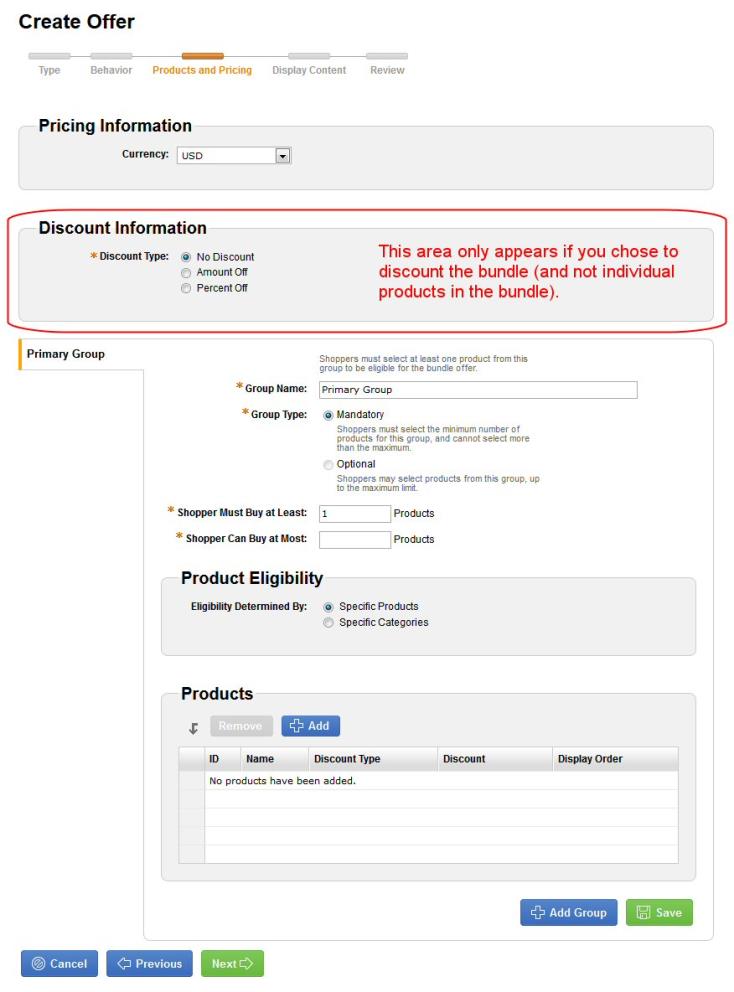 Create Offer
Type Behavior Products and Pricing Display Content Review
Pricing Information
Currency: USD
Discount Information
* Discount Type: No Discount
Amount Off
Percent Off
This area only appears if you chose to
discount the bundle (and not individual
products in the bundle).
Primary Group
Shoppers must select at least one product from this
group to be eligible for the bundle offer.
* Group Name: Primary Group
* Group Type: Mandatory
Shoppers must select the minimum number of
products for this group, and cannot select more
than the maximum.
Optional
Shoppers may select products from this group, up
to the maximum limit.
* Shopper Must Buy at Least: 1 Products
* Shopper Can Buy at Most: Products
Product Eligibility
Eligibility Determined By: Specific Products
Specific Categories
Products
Remove Add
ID Name Discount Type Discount Display Order
No products have been added.
Add Group Save
Cancel Previous Next